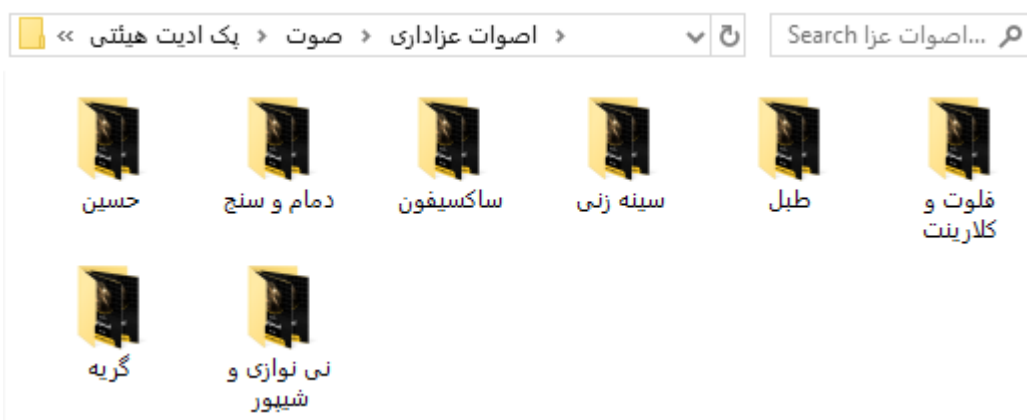 « پک ادیت هیئتی › صوت › اصوات عزاداری ›
Search اصوات عزا...
حسین
دمام و سنج
ساکسیفون
سینه زنی
طبل
فلوت و
کلارینت
گریه
نی نوازی و
شیپور